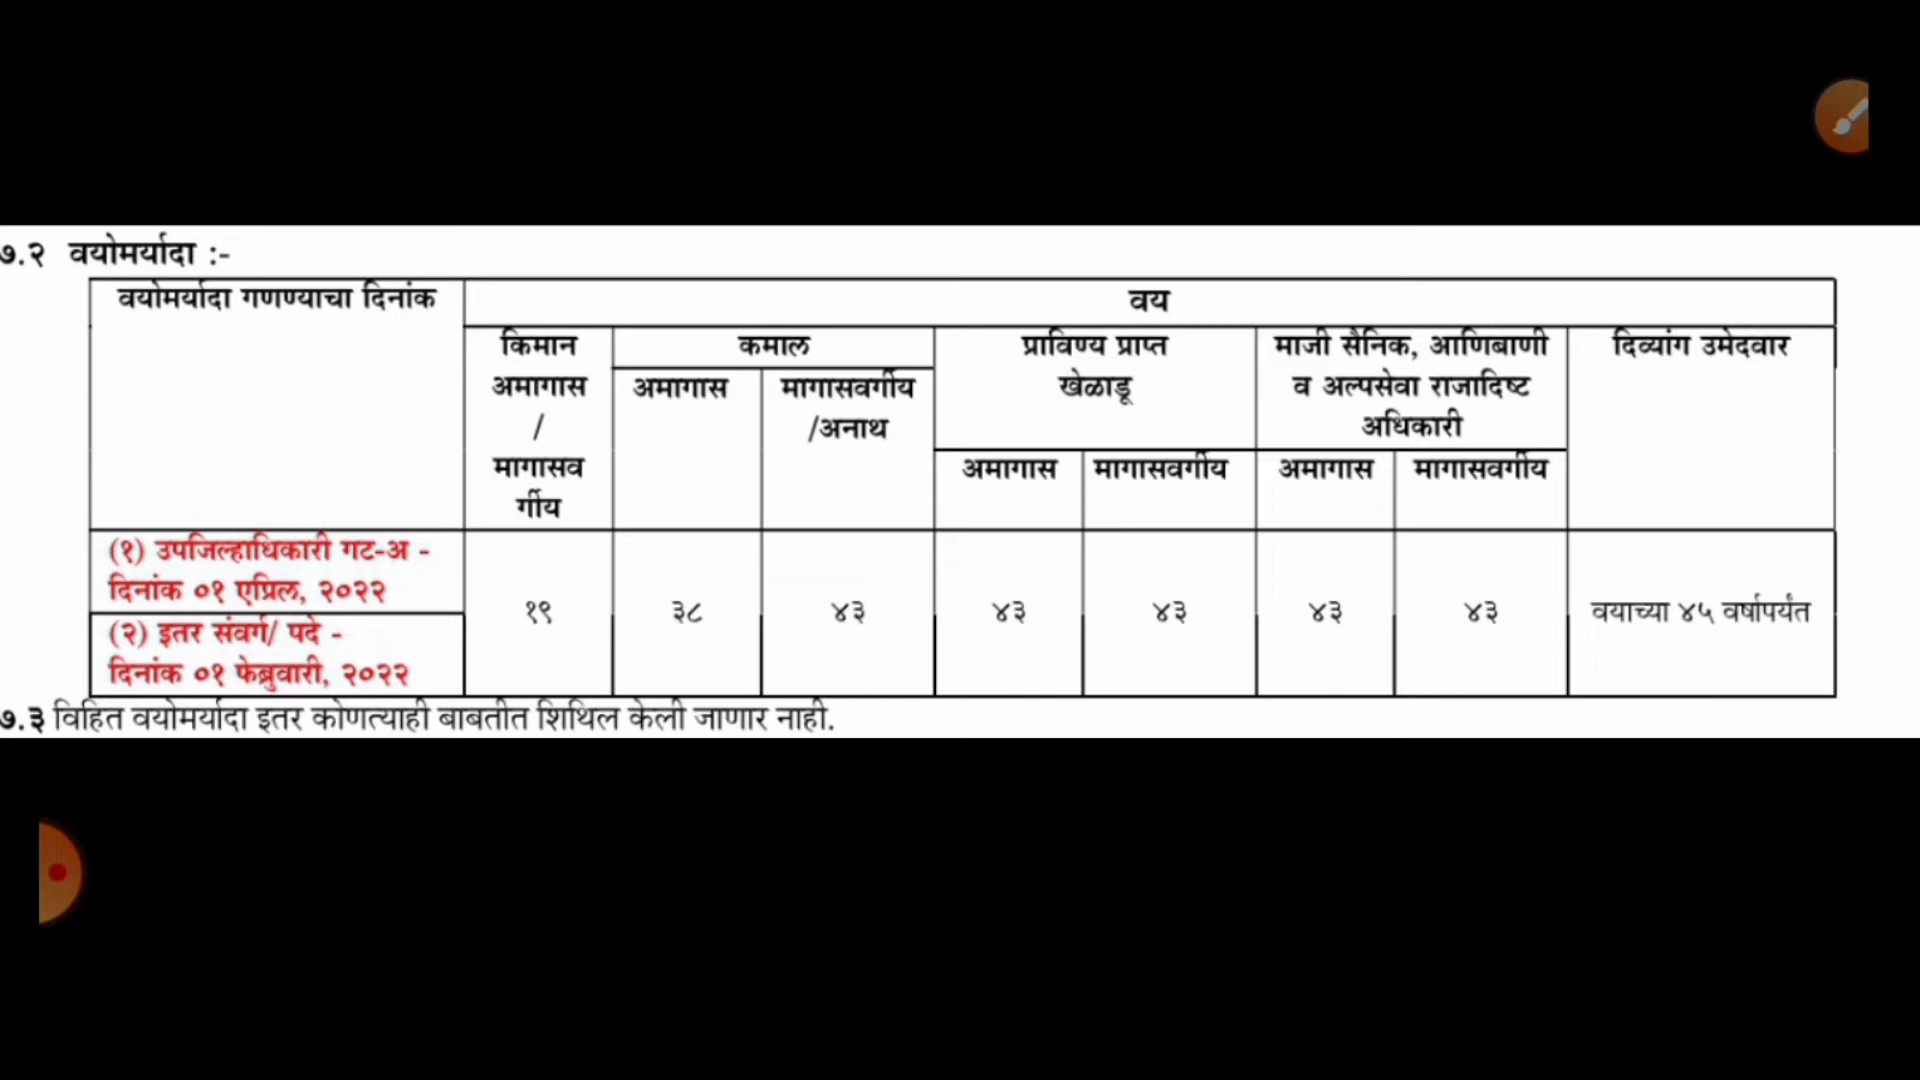 ७.२ वयोमर्यादा :-
वयोमर्यादा गणण्याचा दिनांक
वय
किमान
अमागास
/
मागासव
र्गीय
कमाल
अमागास
मागासवर्गीय
/अनाथ
प्राविण्य प्राप्त
खेळाडू
अमागास
मागासवर्गीय
माजी सैनिक, आणिबाणी
व अल्पसेवा राजादिष्ट
अधिकारी
अमागास
मागासवर्गीय
दिव्यांग उमेदवार
(१) उपजिल्हाधिकारी गट-अ -
दिनांक ०१ एप्रिल, २०२२
(२) इतर संवर्ग/ पदे -
दिनांक ०१ फेब्रुवारी, २०२२
१९
३८
४३
४३
४३
४३
४३
वयाच्या ४५ वर्षापर्यंत
७.३ विहित वयोमर्यादा इतर कोणत्याही बाबतीत शिथिल केली जाणार नाही.